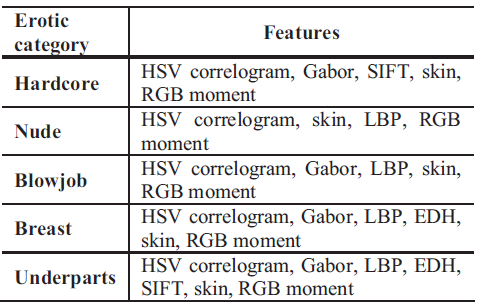 Erotic category Features
Hardcore HSV correlogram, Gabor, SIFT, skin,
RGB moment
Nude HSV correlogram, skin, LBP, RGB
moment
Blowjob HSV correlogram, Gabor, LBP, skin,
RGB moment
Breast HSV correlogram, Gabor, LBP, EDH,
skin, RGB moment
Underparts HSV correlogram, Gabor, LBP, EDH,
SIFT, skin, RGB moment